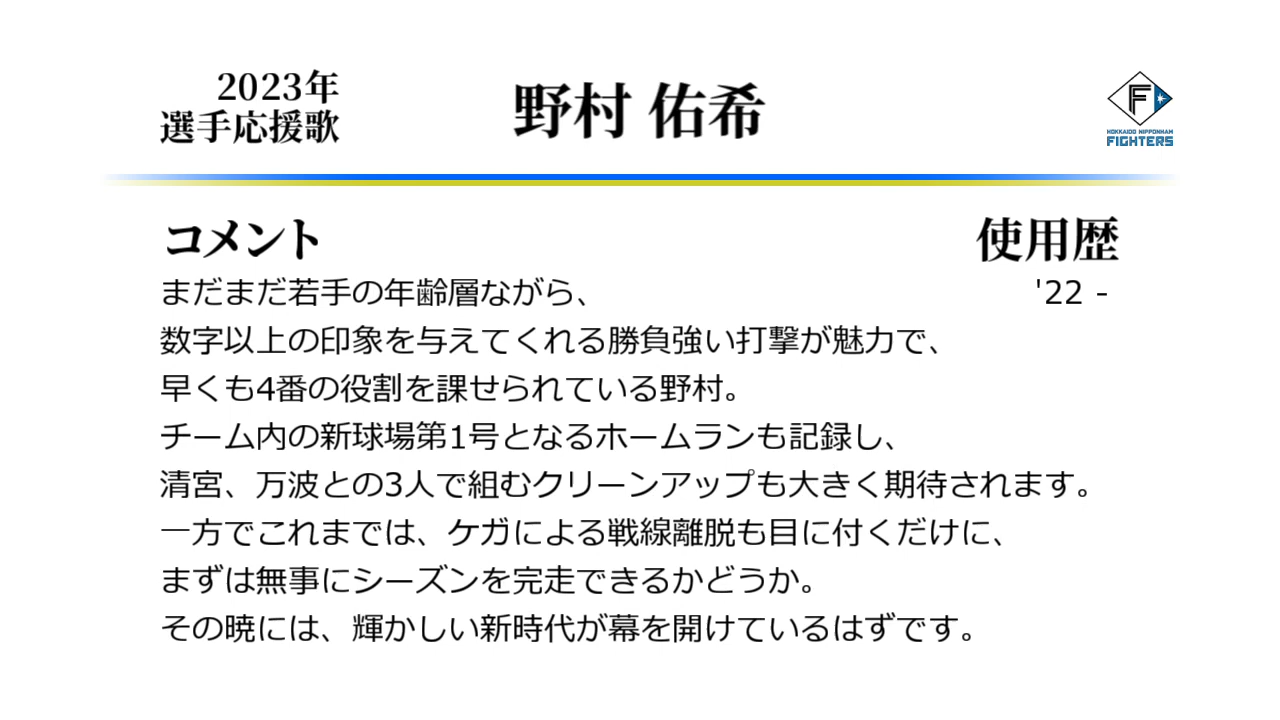 2023年
選手応援歌
野村 佑希
HOKKAIDO NIPPONHAM
FIGHTERS
コメント
使用歴
まだまだ若手の年齢層ながら、
'22 -
数字以上の印象を与えてくれる勝負強い打撃が魅力で、
早くも4番の役割を課せられている野村。
チーム内の新球場第1号となるホームランも記録し、
清宮、万波との3人で組むクリーンアップも大きく期待されます。
一方でこれまでは、ケガによる戦線離脱も目に付くだけに、
まずは無事にシーズンを完走できるかどうか。
その暁には、輝かしい新時代が幕を開けているはずです。